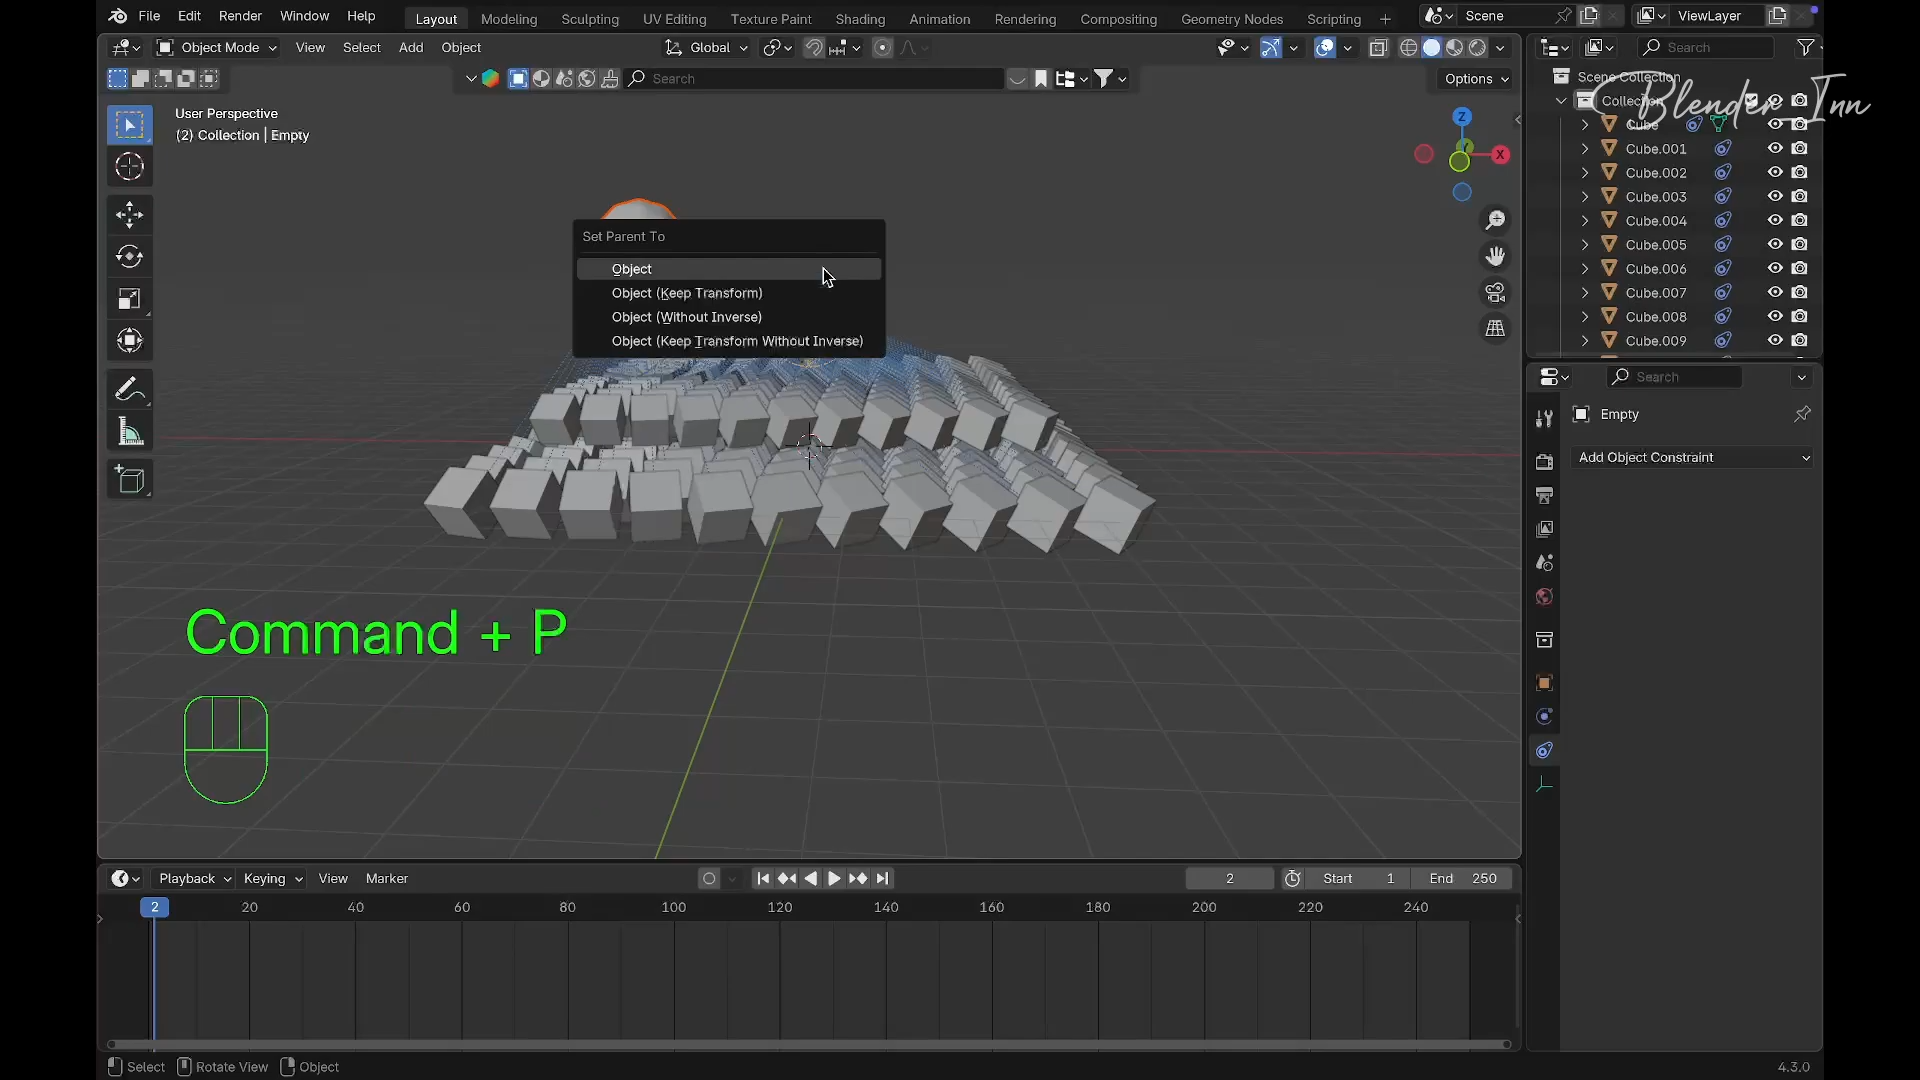 File Edit Render Window Help
Layout Modeling Sculpting UV Editing Texture Paint Shading Animation Rendering Compositing Geometry Nodes Scripting +
Scene
ViewLayer
Object Mode View Select Add Object
Global
Search
Search
Options
User Perspective
(2) Collection | Empty
Z
X
Scene Collection
Collection
Blender Inn
Cube
Cube.001
Cube.002
Cube.003
Cube.004
Cube.005
Cube.006
Cube.007
Cube.008
Cube.009
Set Parent To
Object
Object (Keep Transform)
Object (Without Inverse)
Object (Keep Transform Without Inverse)
Search
Empty
Add Object Constraint
Command + P
Playback Keying View Marker
2
Start 1
End 250
2 20 40 60 80 100 120 140 160 180 200 220 240
Select Rotate View Object
4.3.0